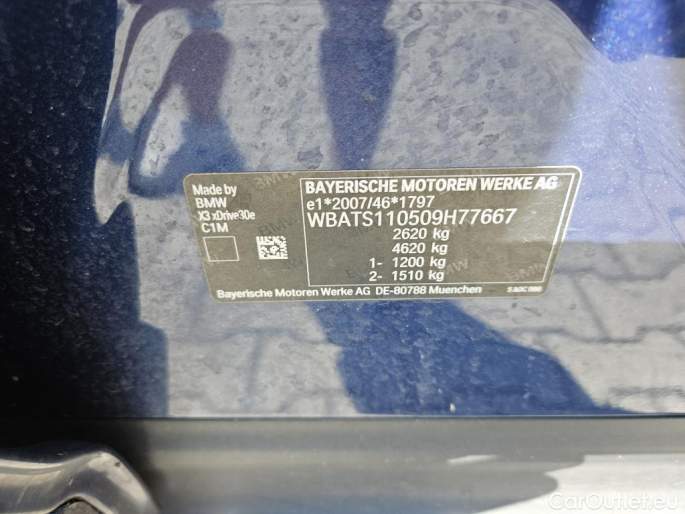 Made by
BMW
X3 xDrive30e
C1M
BAYERISCHE MOTOREN WERKE AG
e1*2007/46*1797
WBATS110509H77667
2620 kg
4620 kg
1- 1200 kg
2- 1510 kg
Bayerische Motoren Werke AG DE-80788 Muenchen
CarOutlet.eu